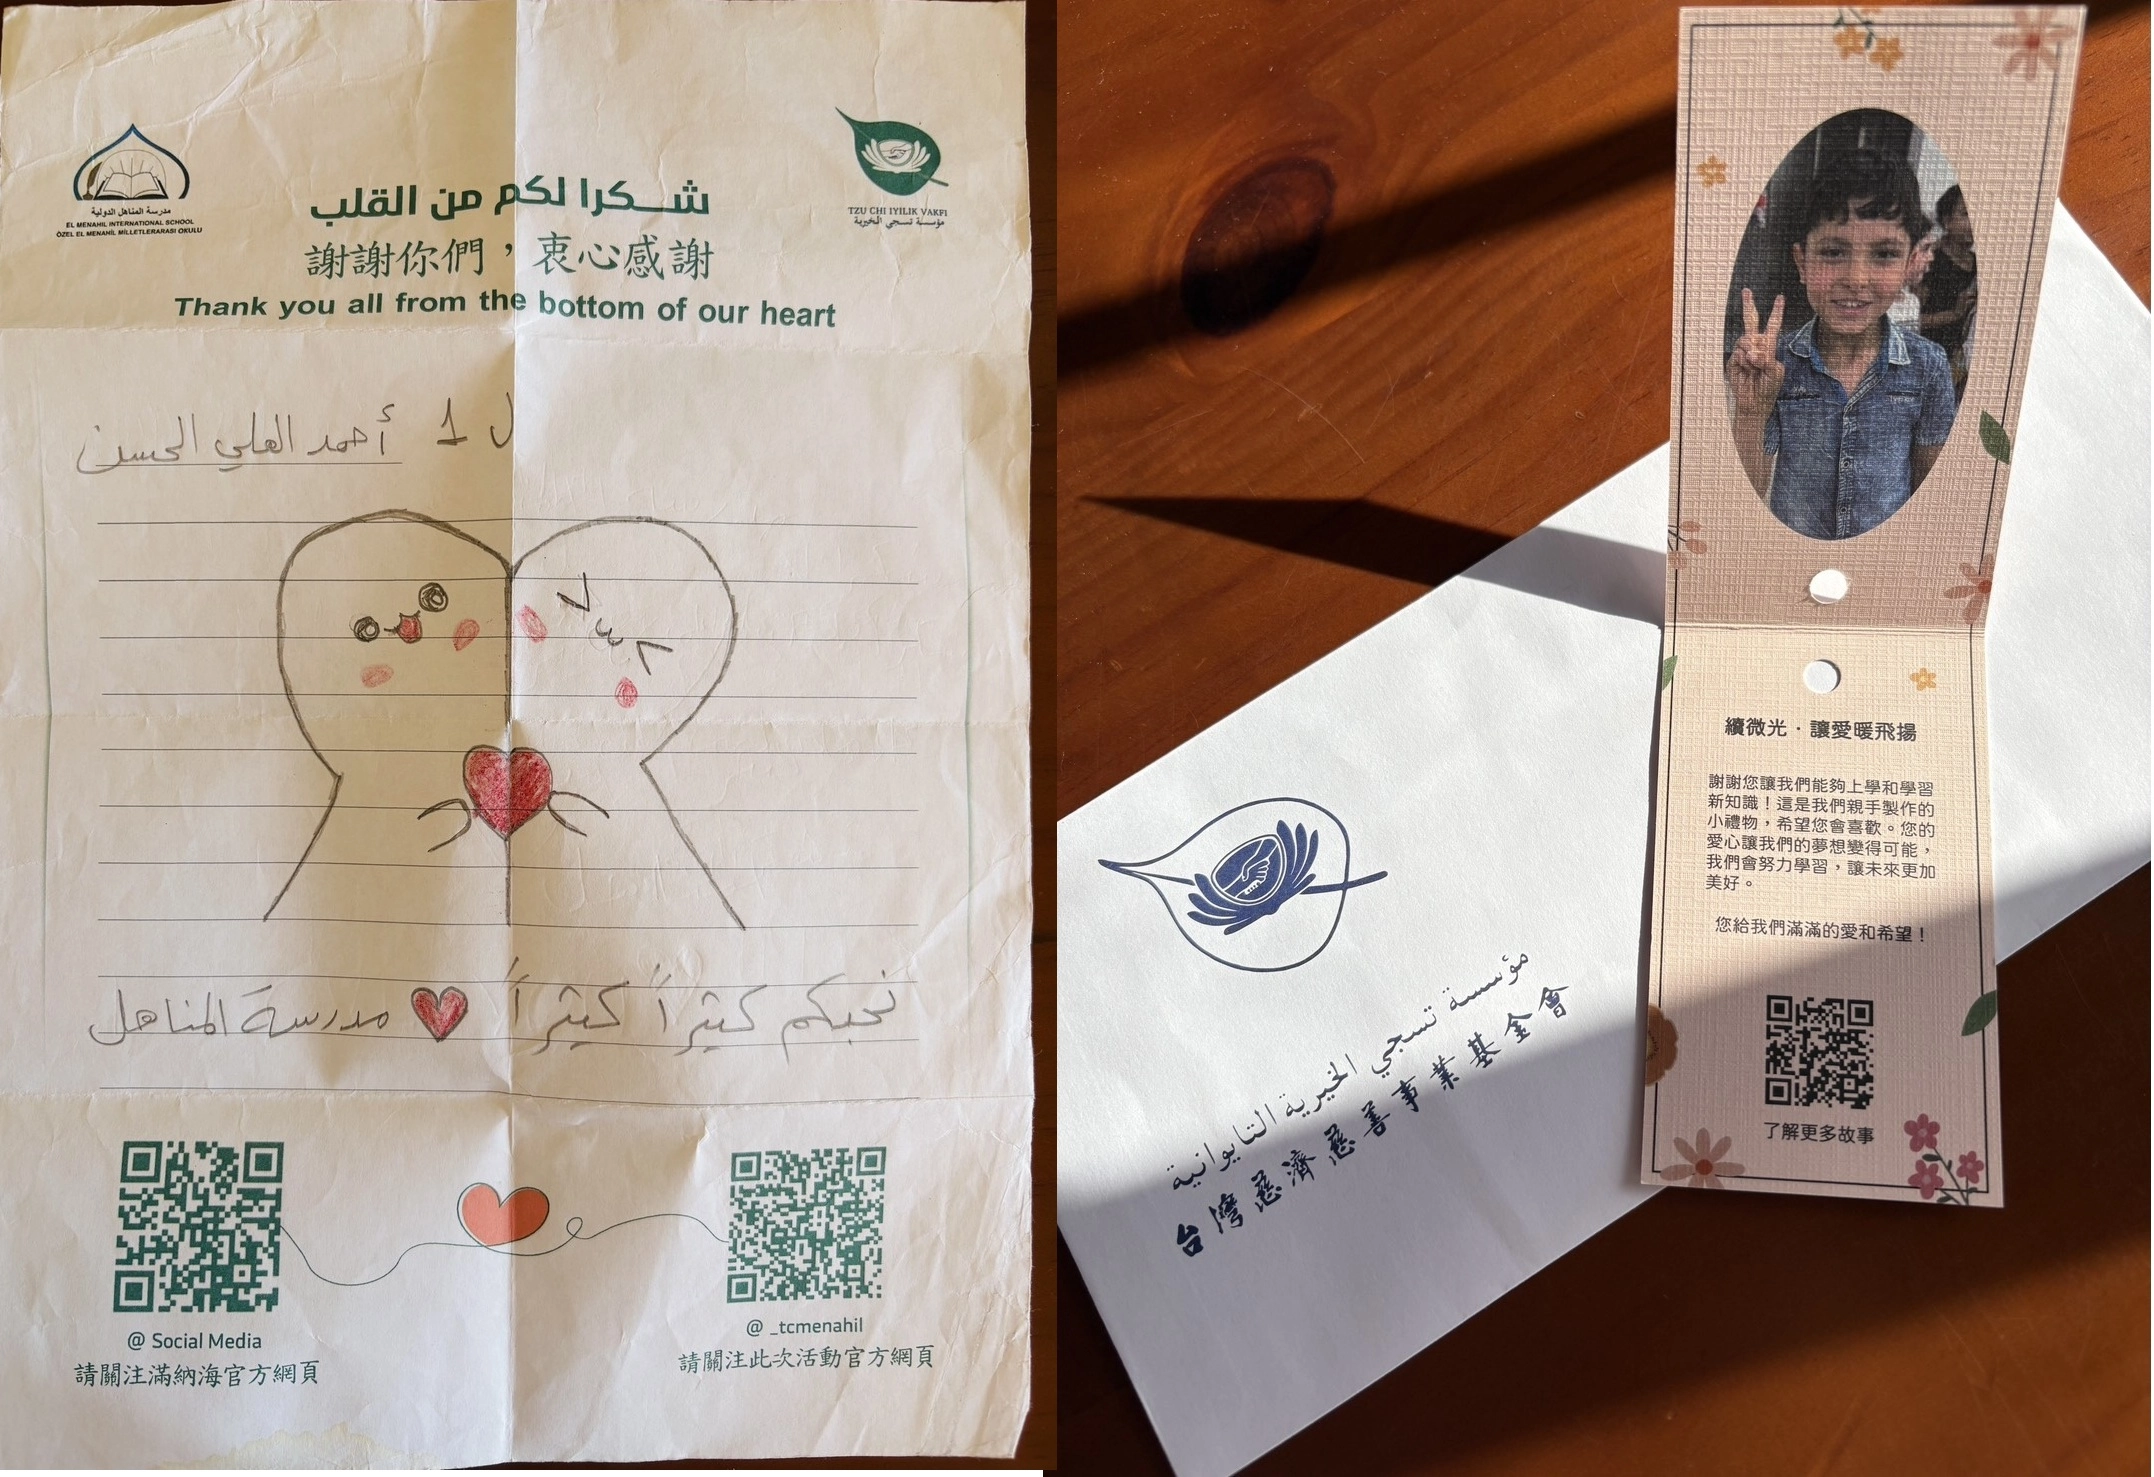 مدرسة المناهل الدولية
EL MENAHIL INTERNATIONAL SCHOOL
ÖZEL EL MENAHİL MİLLETLERARASI OKULU
TZU CHI IYILIK VAKFI
مؤسسة تسجي الخيرية
شكرا لكم من القلب
謝謝你們，衷心感謝
Thank you all from the bottom of our heart
أحمد العلي الحسن 1
نحبكم كثيراً كثيراً مدرسة المناهل
@ Social Media
請關注滿納海官方網頁
@ _tcmenahil
請關注此次活動官方網頁
續微光·讓愛暖飛揚
謝謝您讓我們能夠上學和學習
新知識！這是我們親手製作的
小禮物，希望您會喜歡。您的
愛心讓我們的夢想變得可能，
我們會努力學習，讓未來更加
美好。
您給我們滿滿的愛和希望！
了解更多故事
مؤسسة تسجي الخيرية التايوانية
台灣慈濟慈善事業基金會